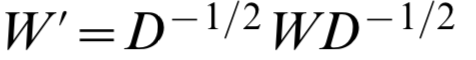 W′ = D^{−1/2} W D^{−1/2}